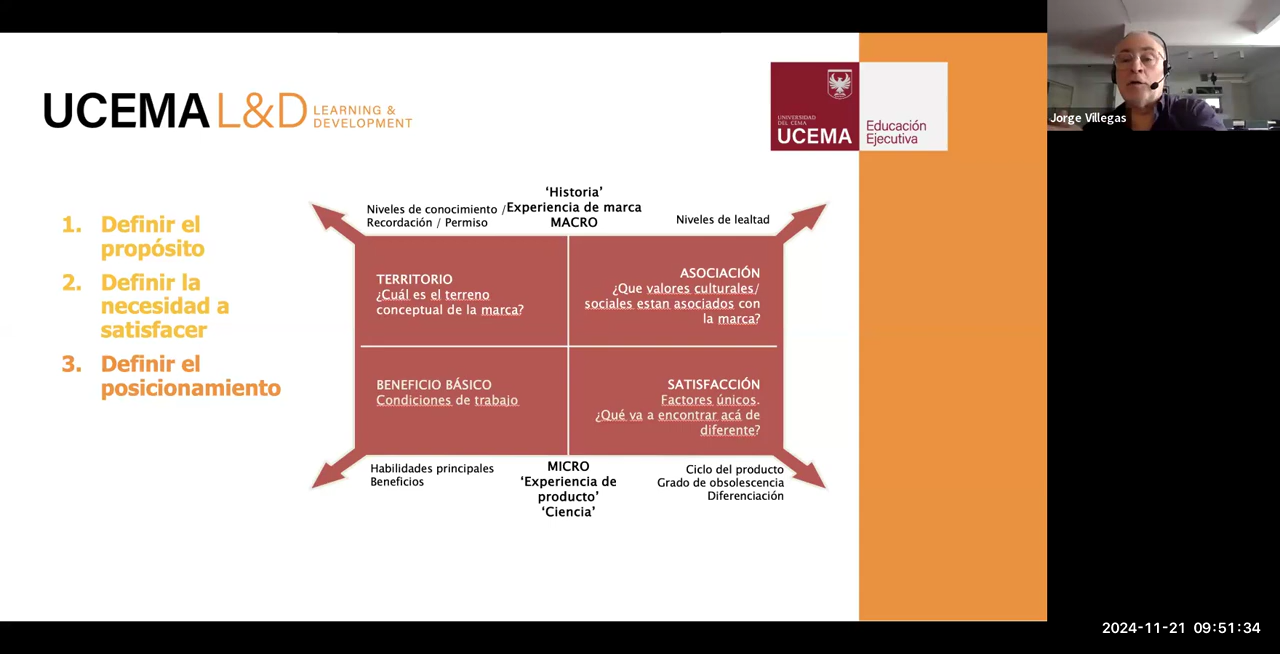 UCEMA L&D LEARNING &
DEVELOPMENT
UNIVERSIDAD
DEL CEMA
UCEMA
Educación
Ejecutiva
Jorge Villegas
1. Definir el
propósito
2. Definir la
necesidad a
satisfacer
3. Definir el
posicionamiento
‘Historia’
Experiencia de marca
MACRO
Niveles de conocimiento /
Recordación / Permiso
Niveles de lealtad
TERRITORIO
¿Cuál es el terreno
conceptual de la marca?
ASOCIACIÓN
¿Que valores culturales/
sociales estan asociados con
la marca?
BENEFICIO BÁSICO
Condiciones de trabajo
SATISFACCIÓN
Factores únicos.
¿Qué va a encontrar acá de
diferente?
Habilidades principales
Beneficios
MICRO
‘Experiencia de
producto’
‘Ciencia’
Ciclo del producto
Grado de obsolescencia
Diferenciación
2024-11-21 09:51:34